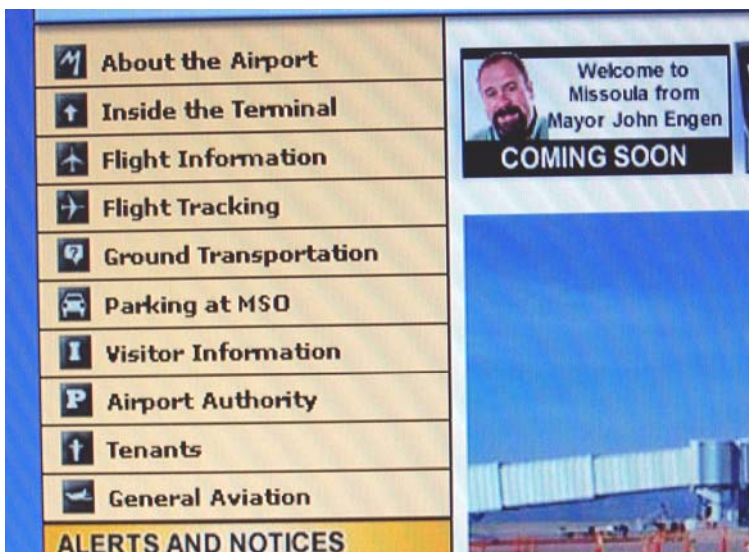 About the Airport
Inside the Terminal
Flight Information
Flight Tracking
Ground Transportation
Parking at MSO
Visitor Information
Airport Authority
Tenants
General Aviation
ALERTS AND NOTICES
Welcome to
Missoula from
Mayor John Engen
COMING SOON